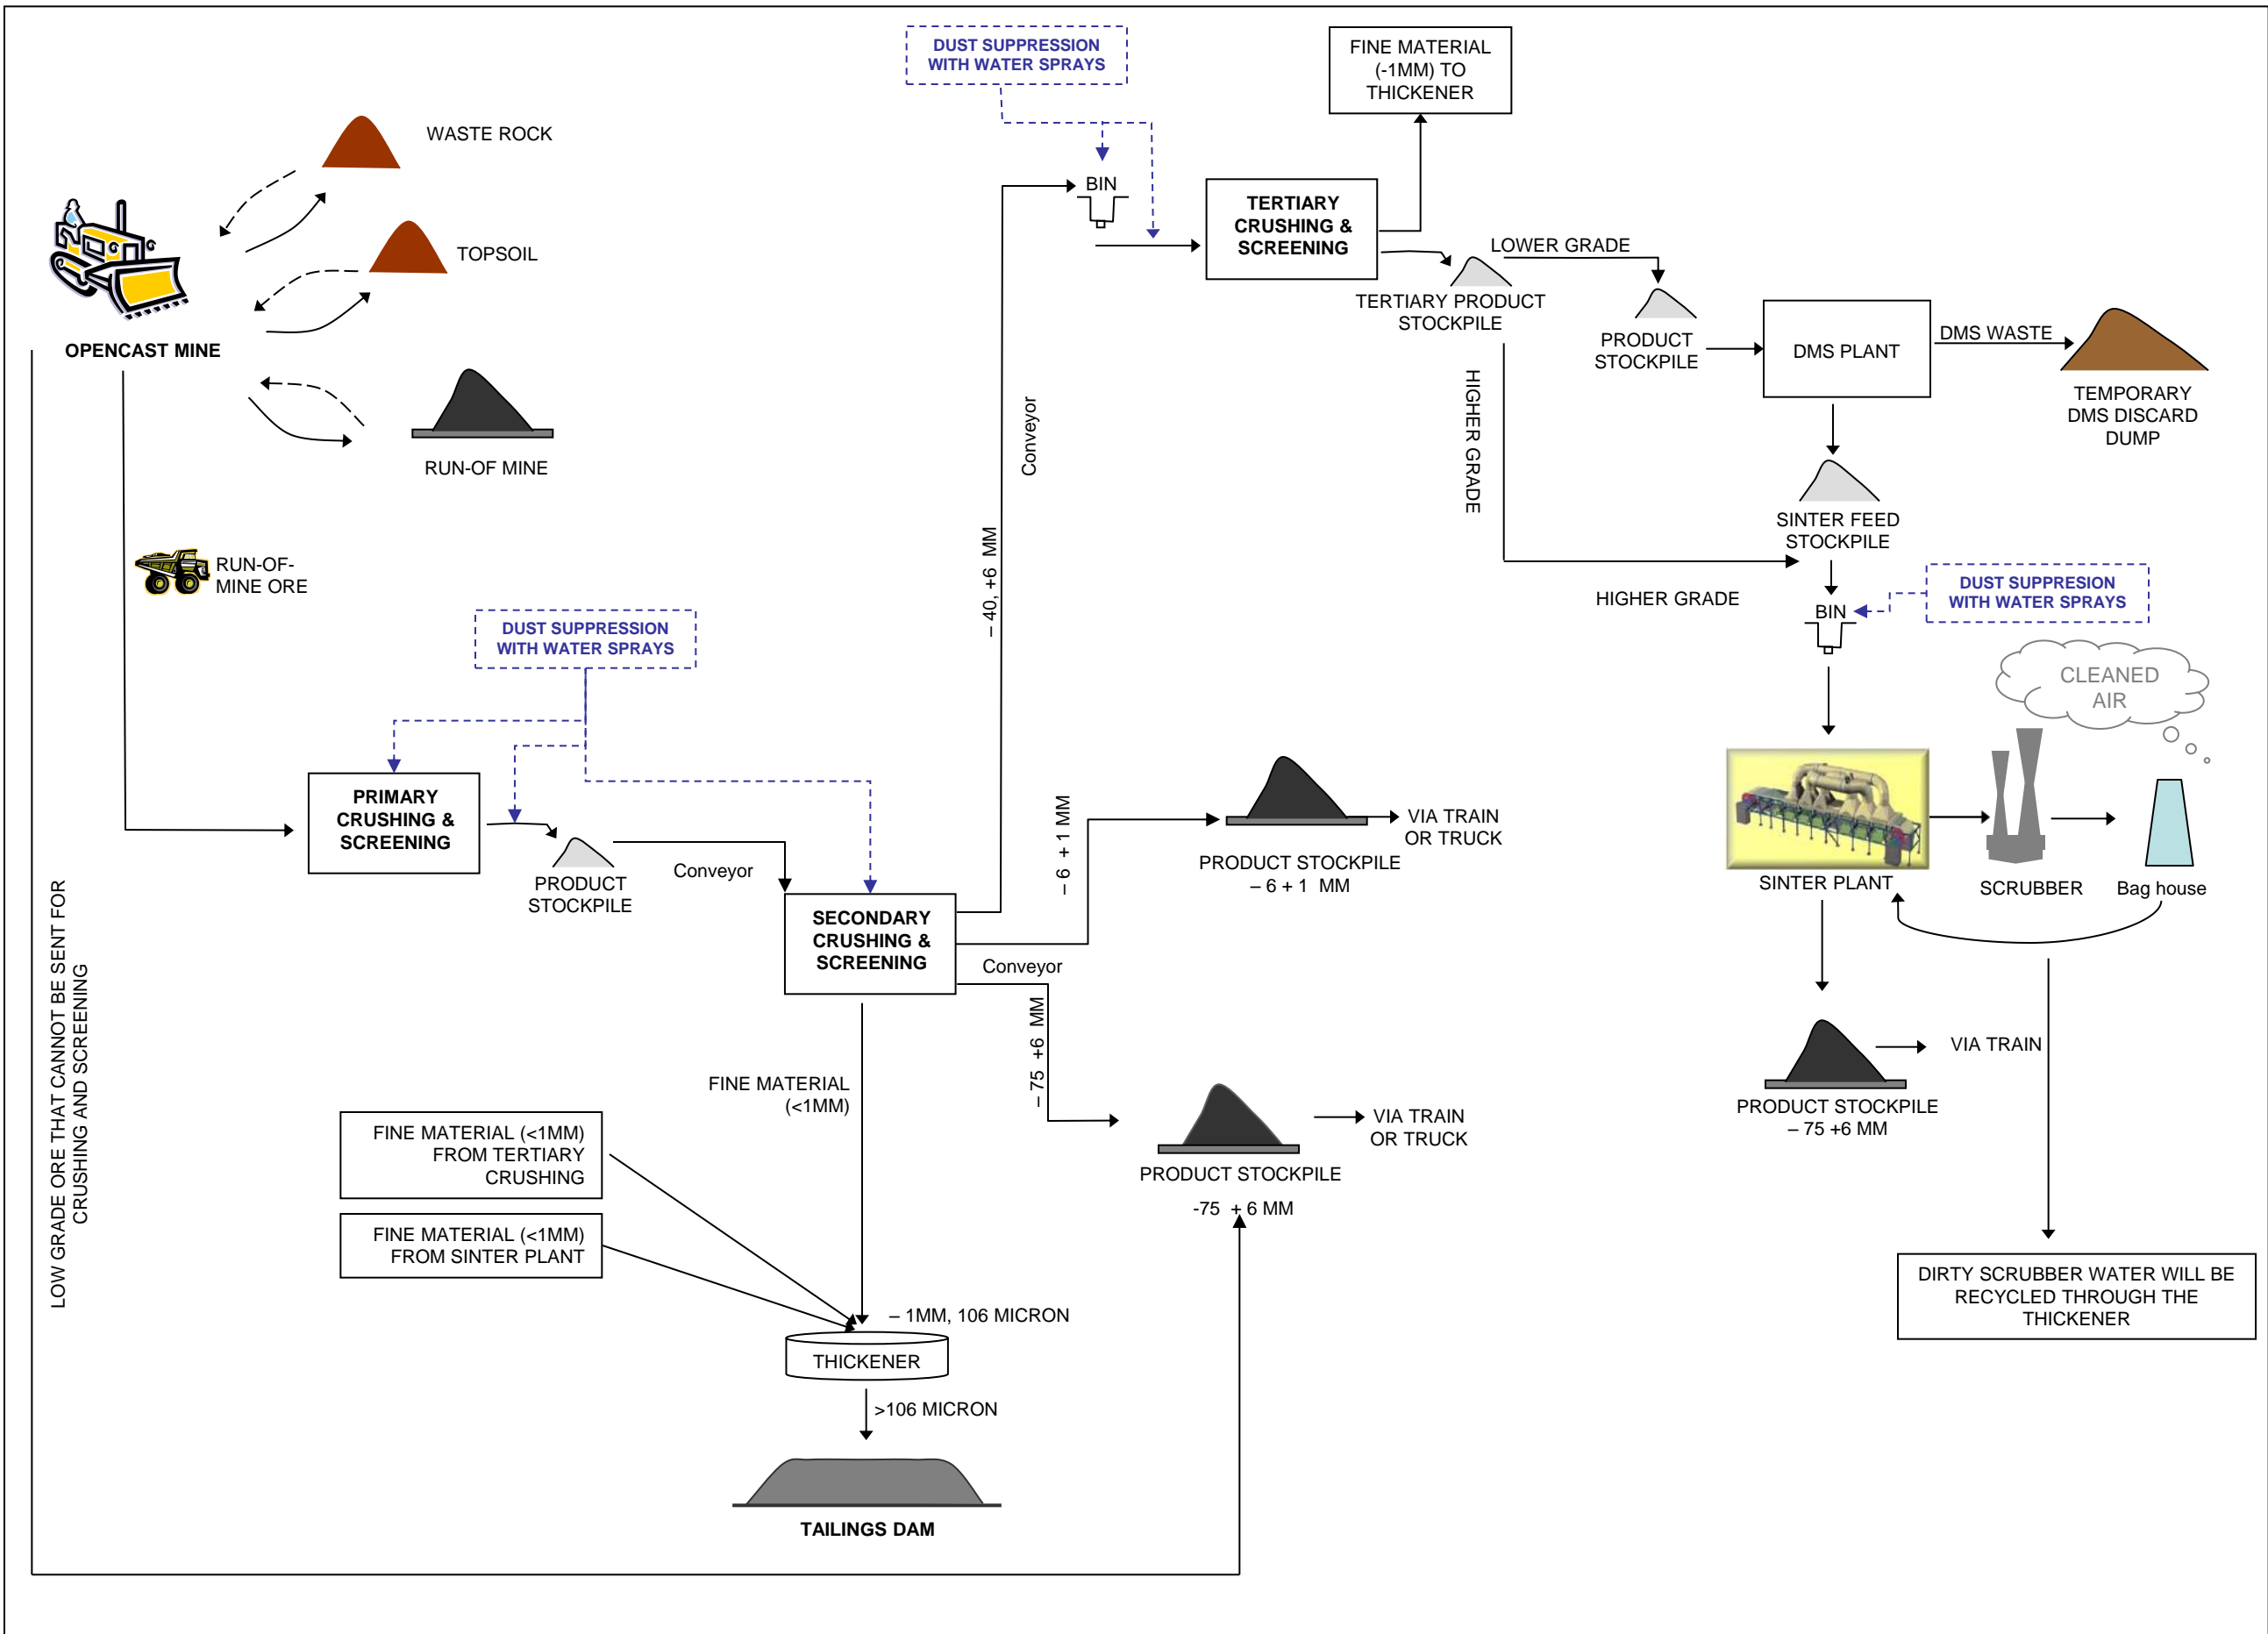 DUST SUPPRESSION
WITH WATER SPRAYS
FINE MATERIAL
(-1MM) TO
THICKENER
WASTE ROCK
TOPSOIL
OPENCAST MINE
RUN-OF MINE
RUN-OF-
MINE ORE
BIN
TERTIARY
CRUSHING &
SCREENING
LOWER GRADE
TERTIARY PRODUCT
STOCKPILE
PRODUCT
STOCKPILE
DMS PLANT
DMS WASTE
TEMPORARY
DMS DISCARD
DUMP
HIGHER GRADE
Conveyor
– 40, +6  MM
SINTER FEED
STOCKPILE
HIGHER GRADE
BIN
DUST SUPPRESION
WITH WATER SPRAYS
CLEANED
AIR
DUST SUPPRESSION
WITH WATER SPRAYS
PRIMARY
CRUSHING &
SCREENING
PRODUCT
STOCKPILE
Conveyor
SECONDARY
CRUSHING &
SCREENING
– 6  + 1 MM
PRODUCT STOCKPILE
– 6 + 1  MM
VIA TRAIN
OR TRUCK
SINTER PLANT
SCRUBBER
Bag house
Conveyor
– 75  +6  MM
LOW GRADE ORE THAT CANNOT BE SENT FOR
CRUSHING AND SCREENING
FINE MATERIAL
(<1MM)
PRODUCT STOCKPILE
-75  + 6 MM
VIA TRAIN
OR TRUCK
VIA TRAIN
PRODUCT STOCKPILE
– 75 +6 MM
FINE MATERIAL (<1MM)
FROM TERTIARY
CRUSHING
FINE MATERIAL (<1MM)
FROM SINTER PLANT
– 1MM, 106 MICRON
THICKENER
>106 MICRON
TAILINGS DAM
DIRTY SCRUBBER WATER WILL BE
RECYCLED THROUGH THE
THICKENER